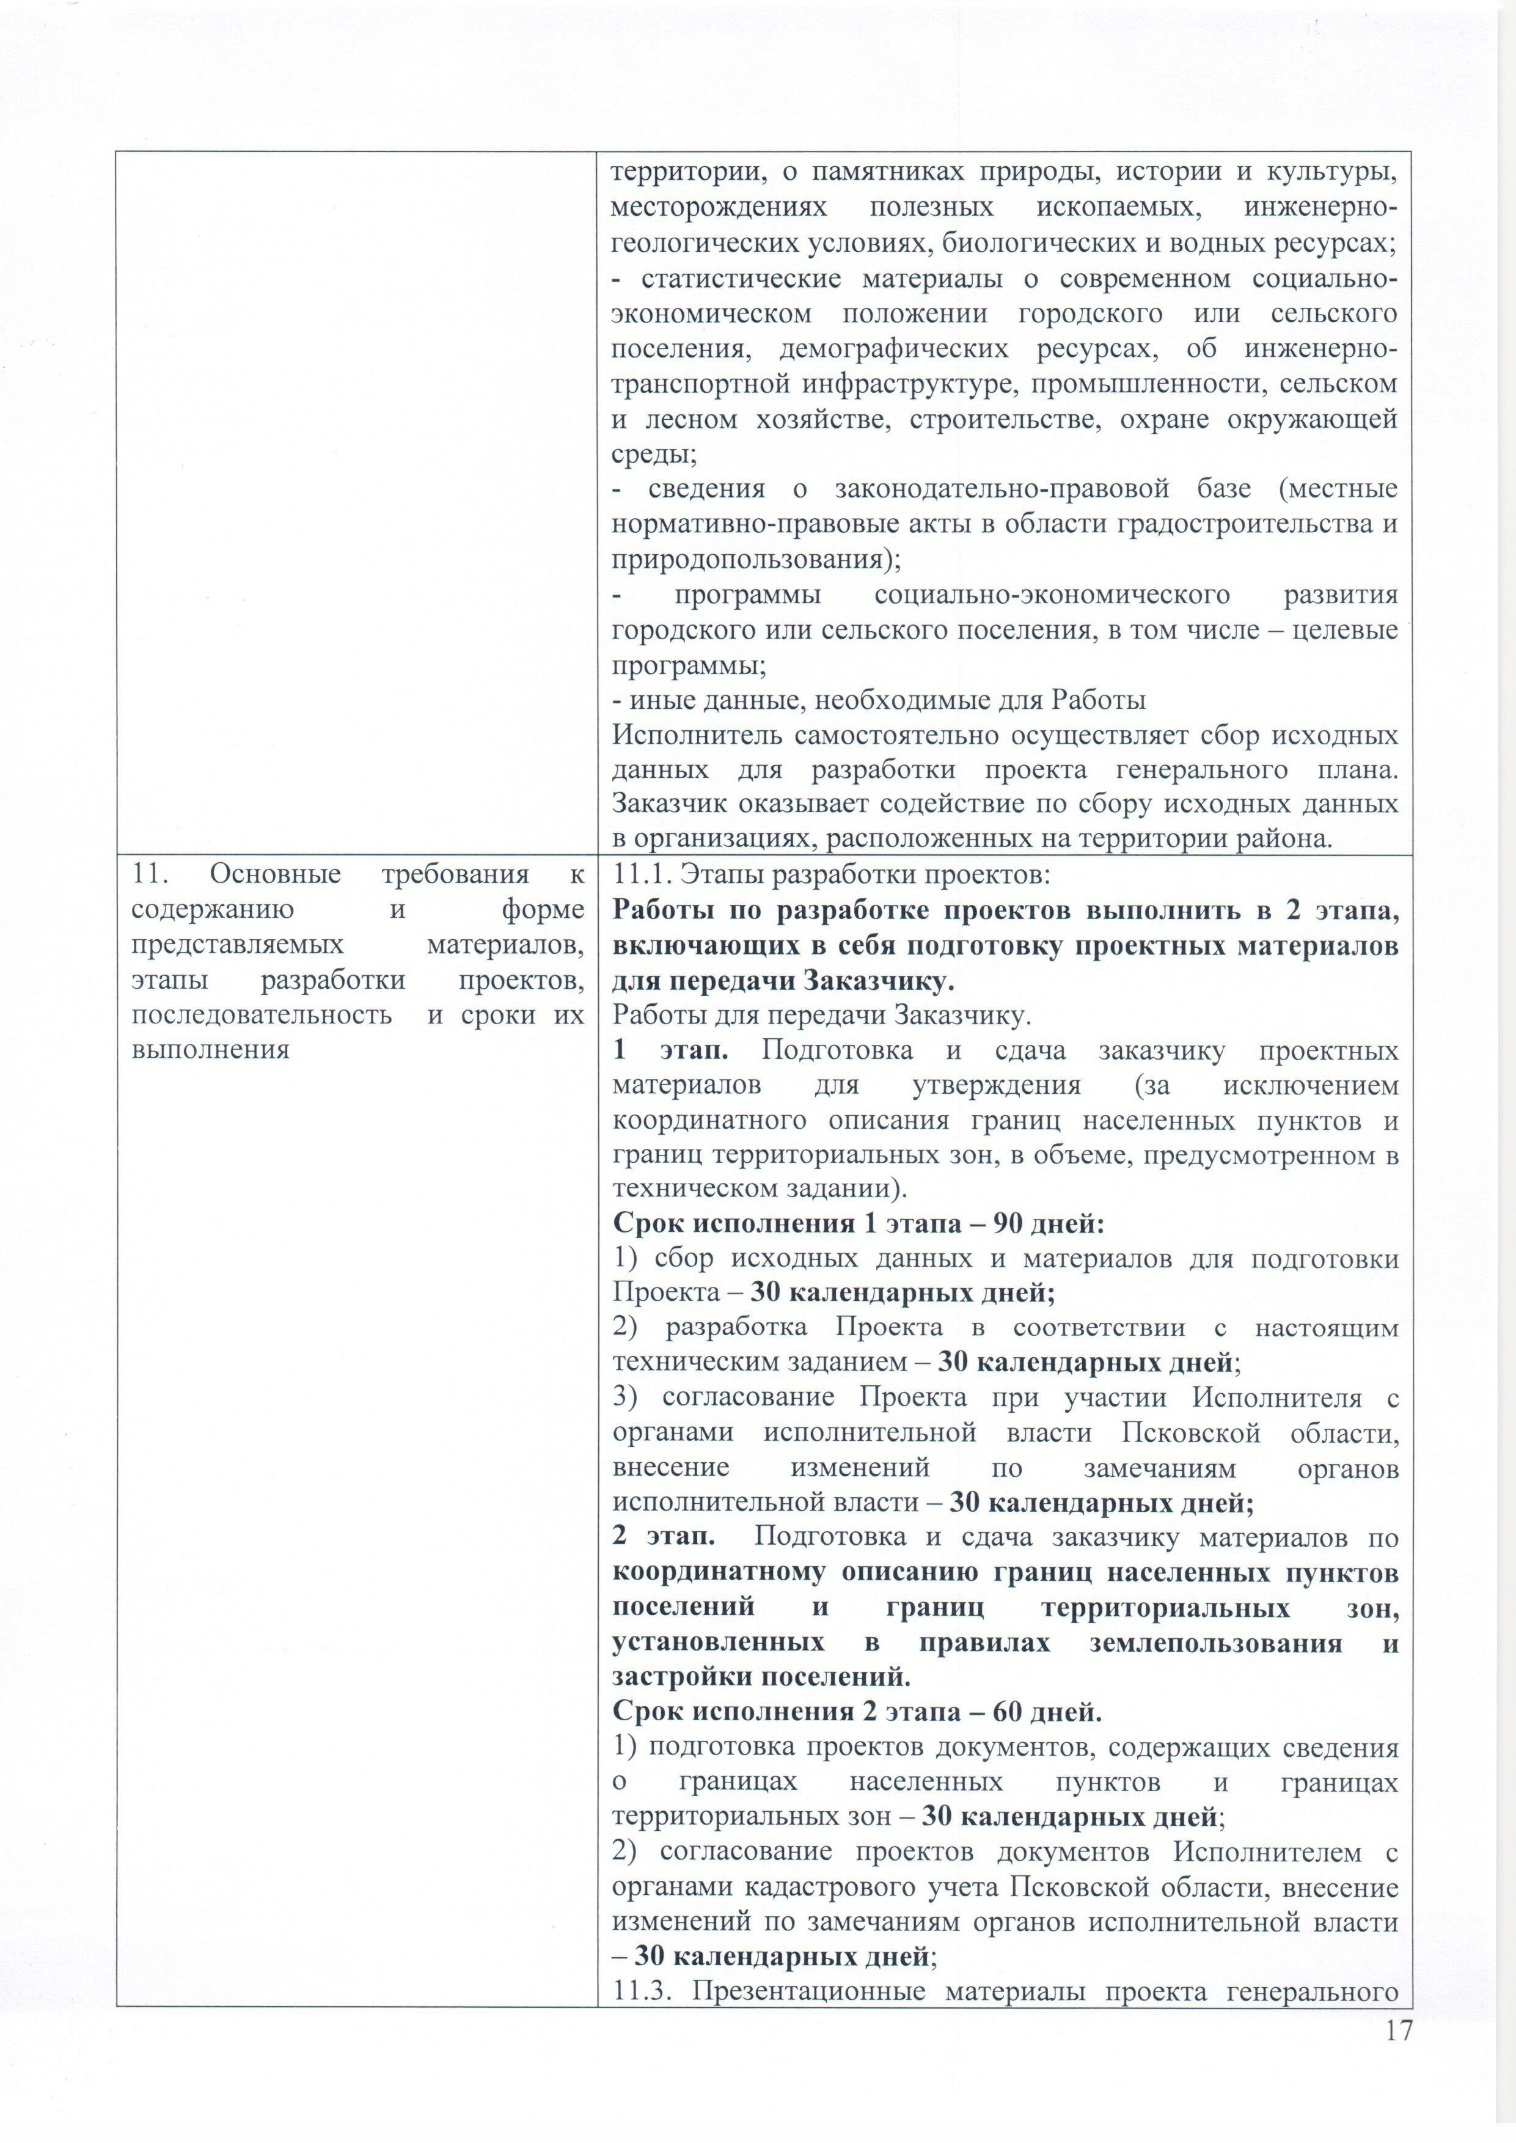 территории, о памятниках природы, истории и культуры,
месторождениях полезных ископаемых, инженерно-
геологических условиях, биологических и водных ресурсах;
- статистические материалы о современном социально-
экономическом положении городского или сельского
поселения, демографических ресурсах, об инженерно-
транспортной инфраструктуре, промышленности, сельском
и лесном хозяйстве, строительстве, охране окружающей
среды;
- сведения о законодательно-правовой базе (местные
нормативно-правовые акты в области градостроительства и
природопользования);
- программы социально-экономического развития
городского или сельского поселения, в том числе – целевые
программы;
- иные данные, необходимые для Работы
Исполнитель самостоятельно осуществляет сбор исходных
данных для разработки проекта генерального плана.
Заказчик оказывает содействие по сбору исходных данных
в организациях, расположенных на территории района.
11. Основные требования к
содержанию и форме
представляемых материалов,
этапы разработки проектов,
последовательность и сроки их
выполнения
11.1. Этапы разработки проектов:
Работы по разработке проектов выполнить в 2 этапа,
включающих в себя подготовку проектных материалов
для передачи Заказчику.
Работы для передачи Заказчику.
1 этап. Подготовка и сдача заказчику проектных
материалов для утверждения (за исключением
координатного описания границ населенных пунктов и
границ территориальных зон, в объеме, предусмотренном в
техническом задании).
Срок исполнения 1 этапа – 90 дней:
1) сбор исходных данных и материалов для подготовки
Проекта – 30 календарных дней;
2) разработка Проекта в соответствии с настоящим
техническим заданием – 30 календарных дней;
3) согласование Проекта при участии Исполнителя с
органами исполнительной власти Псковской области,
внесение изменений по замечаниям органов
исполнительной власти – 30 календарных дней;
2 этап. Подготовка и сдача заказчику материалов по
координатному описанию границ населенных пунктов
поселений и границ территориальных зон,
установленных в правилах землепользования и
застройки поселений.
Срок исполнения 2 этапа – 60 дней.
1) подготовка проектов документов, содержащих сведения
о границах населенных пунктов и границах
территориальных зон – 30 календарных дней;
2) согласование проектов документов Исполнителем с
органами кадастрового учета Псковской области, внесение
изменений по замечаниям органов исполнительной власти
– 30 календарных дней;
11.3. Презентационные материалы проекта генерального
17